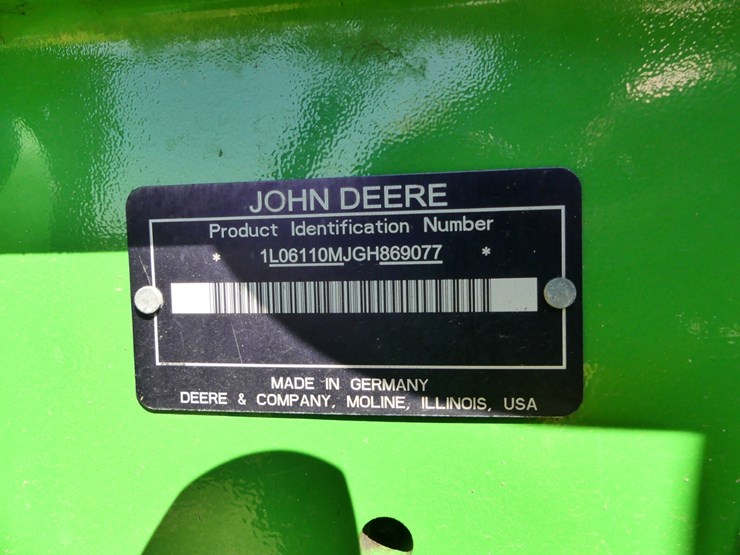 JOHN DEERE
Product Identification Number
* 1L06110MJGH869077 *
MADE IN GERMANY
DEERE & COMPANY, MOLINE, ILLINOIS, USA